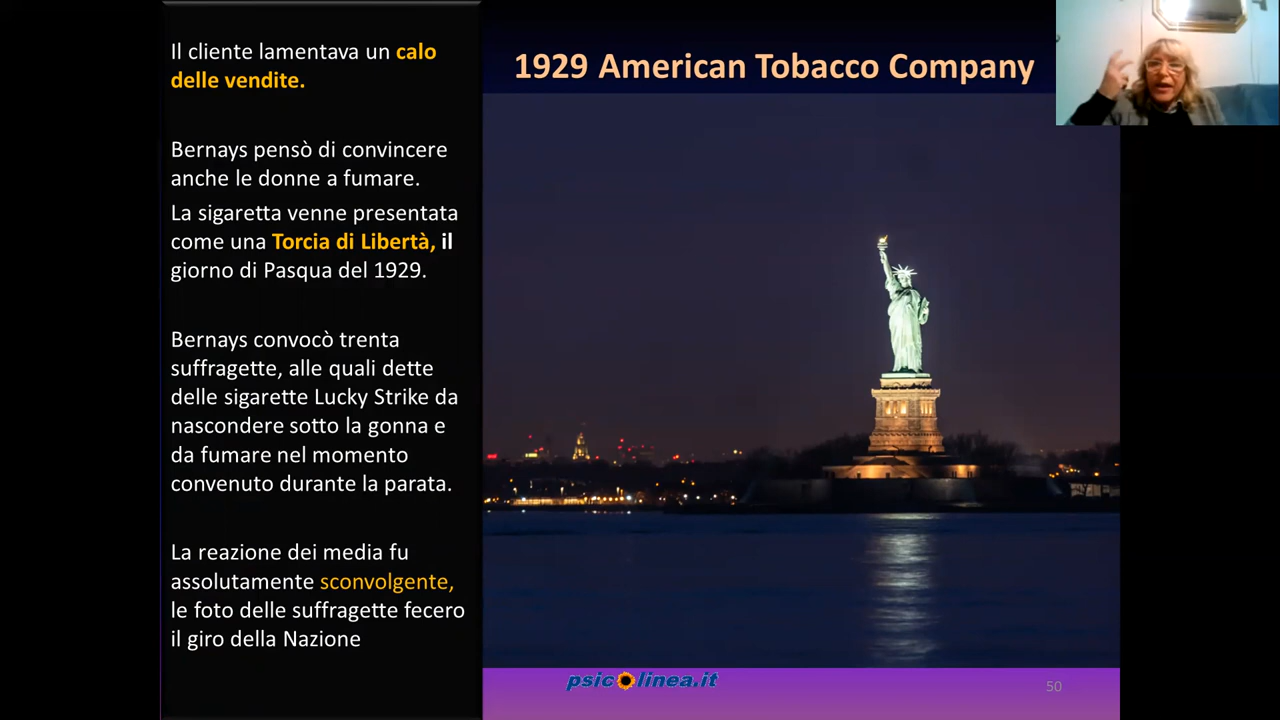 Il cliente lamentava un calo
delle vendite.
Bernays pensò di convincere
anche le donne a fumare.
La sigaretta venne presentata
come una Torcia di Libertà, il
giorno di Pasqua del 1929.
Bernays convocò trenta
suffragette, alle quali dette
delle sigarette Lucky Strike da
nascondere sotto la gonna e
da fumare nel momento
convenuto durante la parata.
La reazione dei media fu
assolutamente sconvolgente,
le foto delle suffragette fecero
il giro della Nazione
1929 American Tobacco Company
psicolinea.it
50